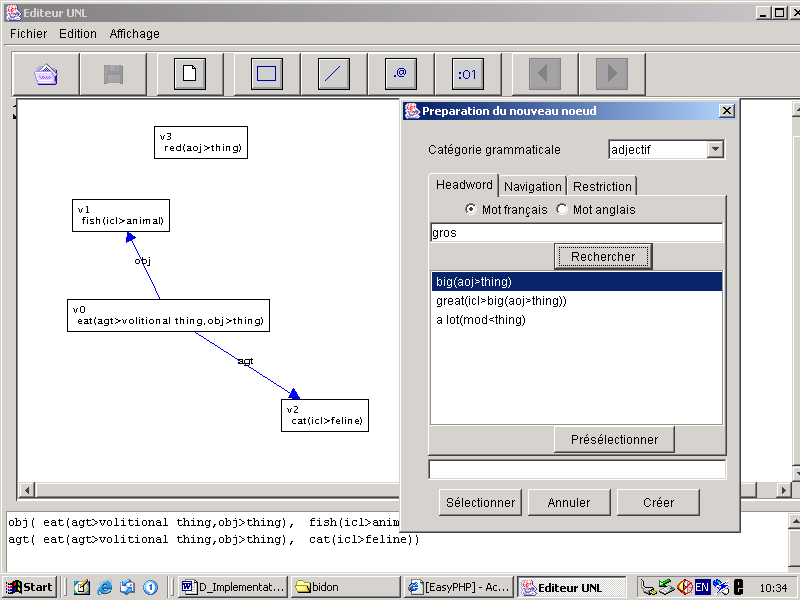 Editeur UNL
Fichier Edition Affichage
.@
:01
v3
red(aoj>thing)
v1
fish(icl>animal)
obj
v0
eat(agt>volitional thing,obj>thing)
agt
v2
cat(icl>feline)
Preparation du nouveau noeud
Catégorie grammaticale adjectif
Headword Navigation Restriction
Mot français Mot anglais
gros
Rechercher
big(aoj>thing)
great(icl>big(aoj>thing))
a lot(mod<thing)
Présélectionner
Sélectionner Annuler Créer
obj( eat(agt>volitional thing,obj>thing), fish(icl>anim
agt( eat(agt>volitional thing,obj>thing), cat(icl>feline))
Start D_Implementat... bidon [EasyPHP] - Ac... Editeur UNL EN 10:34